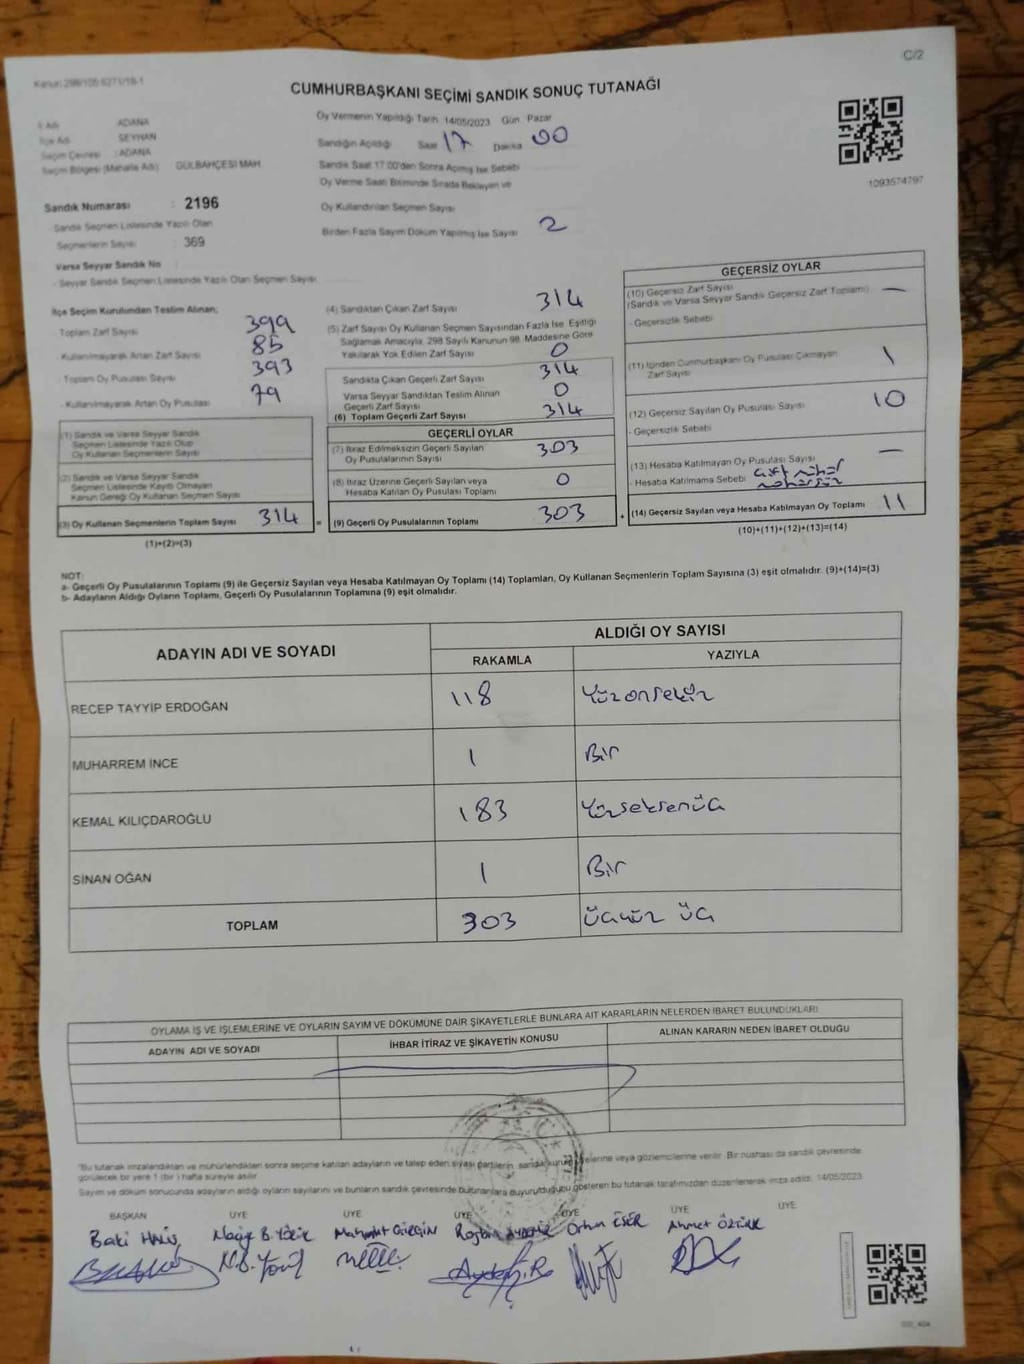 C/2
Kanun: 298/105 6271/18-1
CUMHURBAŞKANI SEÇİMİ SANDIK SONUÇ TUTANAĞI
İl Adı ADANA
İlçe Adı SEYHAN
Seçim Çevresi : ADANA
Seçim Bölgesi (Mahalle Adı) GÜLBAHÇESİ MAH.
Sandık Numarası : 2196
- Sandık Seçmen Listesinde Yazılı Olan
Seçmenlerin Sayısı : 369
Varsa Seyyar Sandık No
- Seyyar Sandık Seçmen Listesinde Yazılı Olan Seçmen Sayısı
Oy Vermenin Yapıldığı Tarih 14/05/2023 Gün Pazar
Sandığın Açıldığı Saat 17 Dakika 00
Sandık Saat 17:00'den Sonra Açılmış İse Sebebi
Oy Verme Saati Bitiminde Sırada Bekleyen ve
Oy Kullandırılan Seçmen Sayısı
Birden Fazla Sayım Döküm Yapılmış İse Sayısı 2
1093574797
İlçe Seçim Kurulundan Teslim Alınan;
- Toplam Zarf Sayısı 399
- Kullanılmayarak Artan Zarf Sayısı 85
- Toplam Oy Pusulası Sayısı 393
- Kullanılmayarak Artan Oy Pusulası 79
(1) Sandık ve Varsa Seyyar Sandık
Seçmen Listesinde Yazılı Olup
Oy Kullanan Seçmen Sayısı
(2) Sandık ve Varsa Seyyar Sandık
Seçmen Listesinde Kayıtlı Olmayan
Kanun Gereği Oy Kullanan Seçmen Sayısı
(3) Oy Kullanan Seçmenlerin Toplam Sayısı 314
(1)+(2)=(3)
(4) Sandıktan Çıkan Zarf Sayısı 314
(5) Zarf Sayısı Oy Kullanan Seçmen Sayısından Fazla İse, Eşitliği
Sağlamak Amacıyla, 298 Sayılı Kanunun 98. Maddesine Göre
Yakılarak Yok Edilen Zarf Sayısı 0
Sandıkta Çıkan Geçerli Zarf Sayısı 314
Varsa Seyyar Sandıktan Teslim Alınan
Geçerli Zarf Sayısı 0
(6) Toplam Geçerli Zarf Sayısı 314
GEÇERLİ OYLAR
(7) İtiraz Edilmeksizin Geçerli Sayılan
Oy Pusulalarının Sayısı 303
(8) İtiraz Üzerine Geçerli Sayılan veya
Hesaba Katılan Oy Pusulası Toplamı 0
= (9) Geçerli Oy Pusulalarının Toplamı 303
GEÇERSİZ OYLAR
(10) Geçersiz Zarf Sayısı
(Sandık ve Varsa Seyyar Sandık Geçersiz Zarf Toplamı) —
- Geçersizlik Sebebi
(11) İçinden Cumhurbaşkanı Oy Pusulası Çıkmayan
Zarf Sayısı 1
(12) Geçersiz Sayılan Oy Pusulası Sayısı 10
- Geçersizlik Sebebi
(13) Hesaba Katılmayan Oy Pusulası Sayısı —
- Hesaba Katılmama Sebebi çift mühür
mühürsüz
+ (14) Geçersiz Sayılan veya Hesaba Katılmayan Oy Toplamı 11
(10)+(11)+(12)+(13)=(14)
NOT:
a- Geçerli Oy Pusulalarının Toplamı (9) ile Geçersiz Sayılan veya Hesaba Katılmayan Oy Toplamı (14) Toplamları, Oy Kullanan Seçmenlerin Toplam Sayısına (3) eşit olmalıdır. (9)+(14)=(3)
b- Adayların Aldığı Oyların Toplamı, Geçerli Oy Pusulalarının Toplamına (9) eşit olmalıdır.
ADAYIN ADI VE SOYADI ALDIĞI OY SAYISI
RAKAMLA YAZIYLA
RECEP TAYYİP ERDOĞAN 118 Yüzonsekiz
MUHARREM İNCE 1 Bir
KEMAL KILIÇDAROĞLU 183 Yüzseksenüç
SİNAN OĞAN 1 Bir
TOPLAM 303 Üçyüz üç
OYLAMA İŞ VE İŞLEMLERİNE VE OYLARIN SAYIM VE DÖKÜMÜNE DAİR ŞİKAYETLERLE BUNLARA AİT KARARLARIN NELERDEN İBARET BULUNDUKLARI
ADAYIN ADI VE SOYADI İHBAR İTİRAZ VE ŞİKAYETİN KONUSU ALINAN KARARIN NEDEN İBARET OLDUĞU
"Bu tutanak imzalandıktan ve mühürlendikten sonra seçime katılan adayların ve talep eden siyasi partilerin sandık kurulu üyelerine veya gözlemcilerine verilir. Bir nüshası da sandık çevresinde
görülecek bir yere 1 (bir) hafta süreyle asılır.
Sayım ve döküm sonucunda adayların aldığı oyların sayılarını ve bunların sandık çevresinde bulunanlara duyurulduğunu gösteren bu tutanak tarafımızdan düzenlenerek imza edildi. 14/05/2023
BAŞKAN ÜYE ÜYE ÜYE ÜYE ÜYE ÜYE
Baki Mahmut Gürgün Orhan ESER Ahmet ÖZTÜRK
Aydemir.R